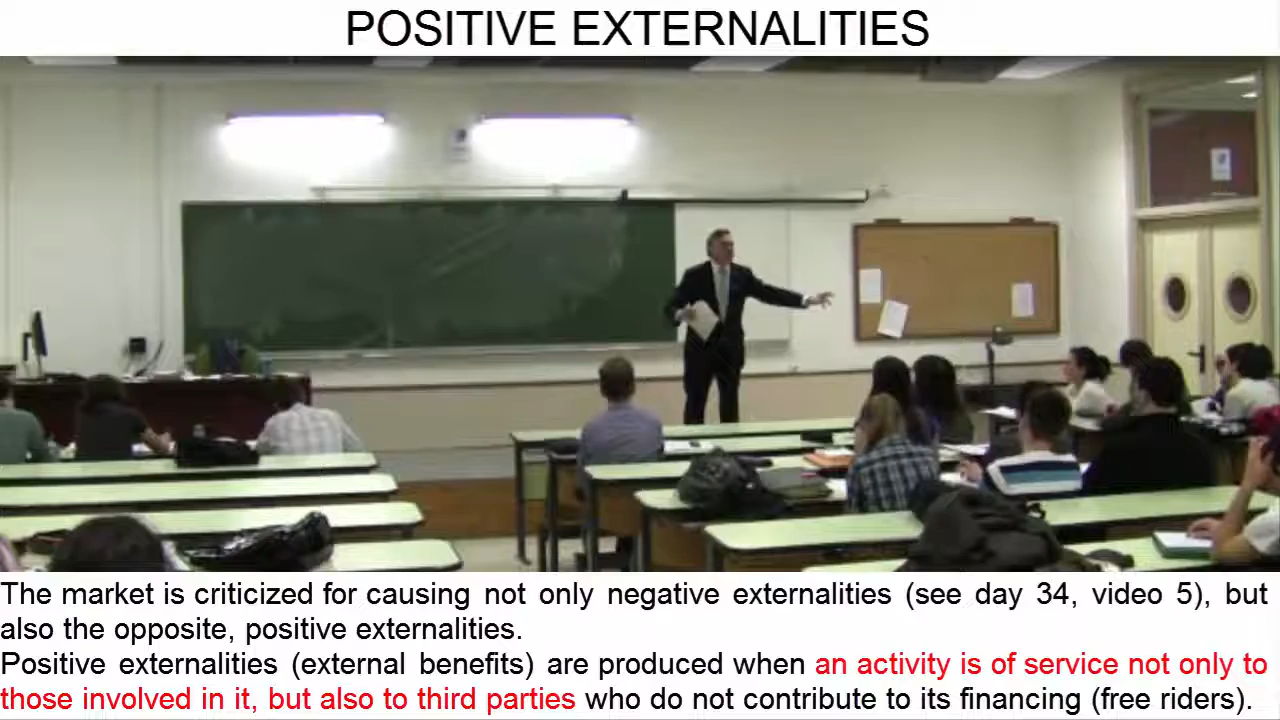 POSITIVE EXTERNALITIES
The market is criticized for causing not only negative externalities (see day 34, video 5), but
also the opposite, positive externalities.
Positive externalities (external benefits) are produced when an activity is of service not only to
those involved in it, but also to third parties who do not contribute to its financing (free riders).